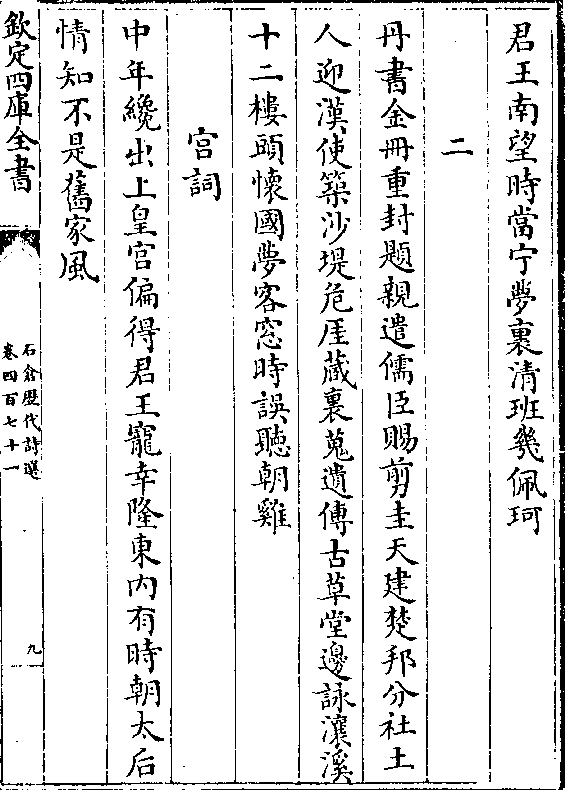 君王南望時當宁夢裏清班幾佩珂
二
丹書金冊重封題親遣儒臣賜剪圭天建楚邦分社土
人迎漢使築沙堤危厓藏裏蒐遺傳古草堂邊詠瀼溪
十二樓頭懷國夢客窓時誤聽朝雞
宮詞
中年纔出上皇宮偏得君王寵幸隆東内有時朝太后
情知不是舊家風
欽定四庫全書
石倉歴代詩選
卷四百七十一
九